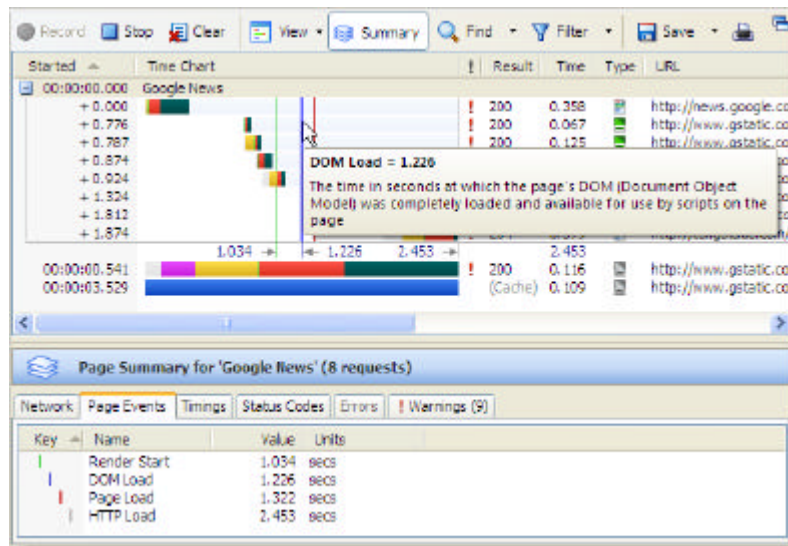 Record Stop Clear View Summary Find Filter Save
Started Time Chart ! Result Time Type URL
00:00:00.000 Google News
+ 0.000 ! 200 0.358 http://news.google.co
+ 0.776 ! 200 0.067 http://www.gstatic.co
+ 0.787 ! 200 0.125 http://www.gstatic.co
+ 0.874
+ 0.924
+ 1.324
+ 1.812
+ 1.874
DOM Load = 1.226
The time in seconds at which the page's DOM (Document Object
Model) was completely loaded and available for use by scripts on the
page
1.034 1.226 2.453 2.453
00:00:00.541 ! 200 0.116 http://www.gstatic.co
00:00:03.529 (Cache) 0.109 http://www.gstatic.co
Page Summary for 'Google News' (8 requests)
Network Page Events Timings Status Codes Errors ! Warnings (9)
Key Name Value Units
Render Start 1.034 secs
DOM Load 1.226 secs
Page Load 1.322 secs
HTTP Load 2.453 secs